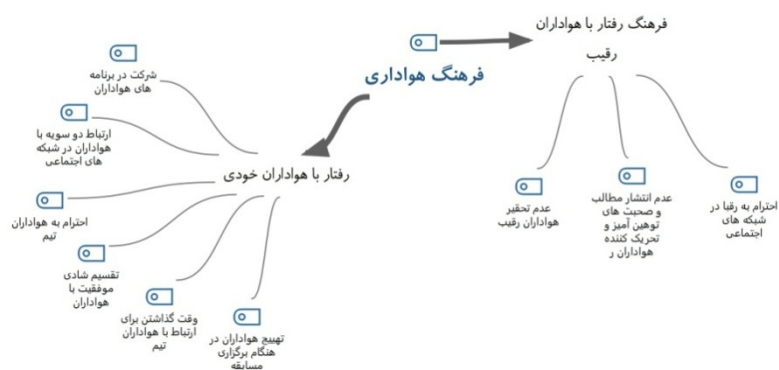 فرهنگ رفتار با هواداران
رقیب
فرهنگ هواداری
شرکت در برنامه
های هواداران
ارتباط دو سویه با
هواداران در شبکه
های اجتماعی
رفتار با هواداران خودی
احترام به هواداران
تیم
تقسیم شادی
موفقیت با
هواداران
وقت گذاشتن برای
ارتباط با هواداران
تیم
تهییج هواداران در
هنگام برگزاری
مسابقه
عدم تحقیر
هواداران رقیب
عدم انتشار مطالب
و صحبت های
توهین آمیز و
تحریک کننده
هواداران ر
احترام به رقبا در
شبکه های
اجتماعی